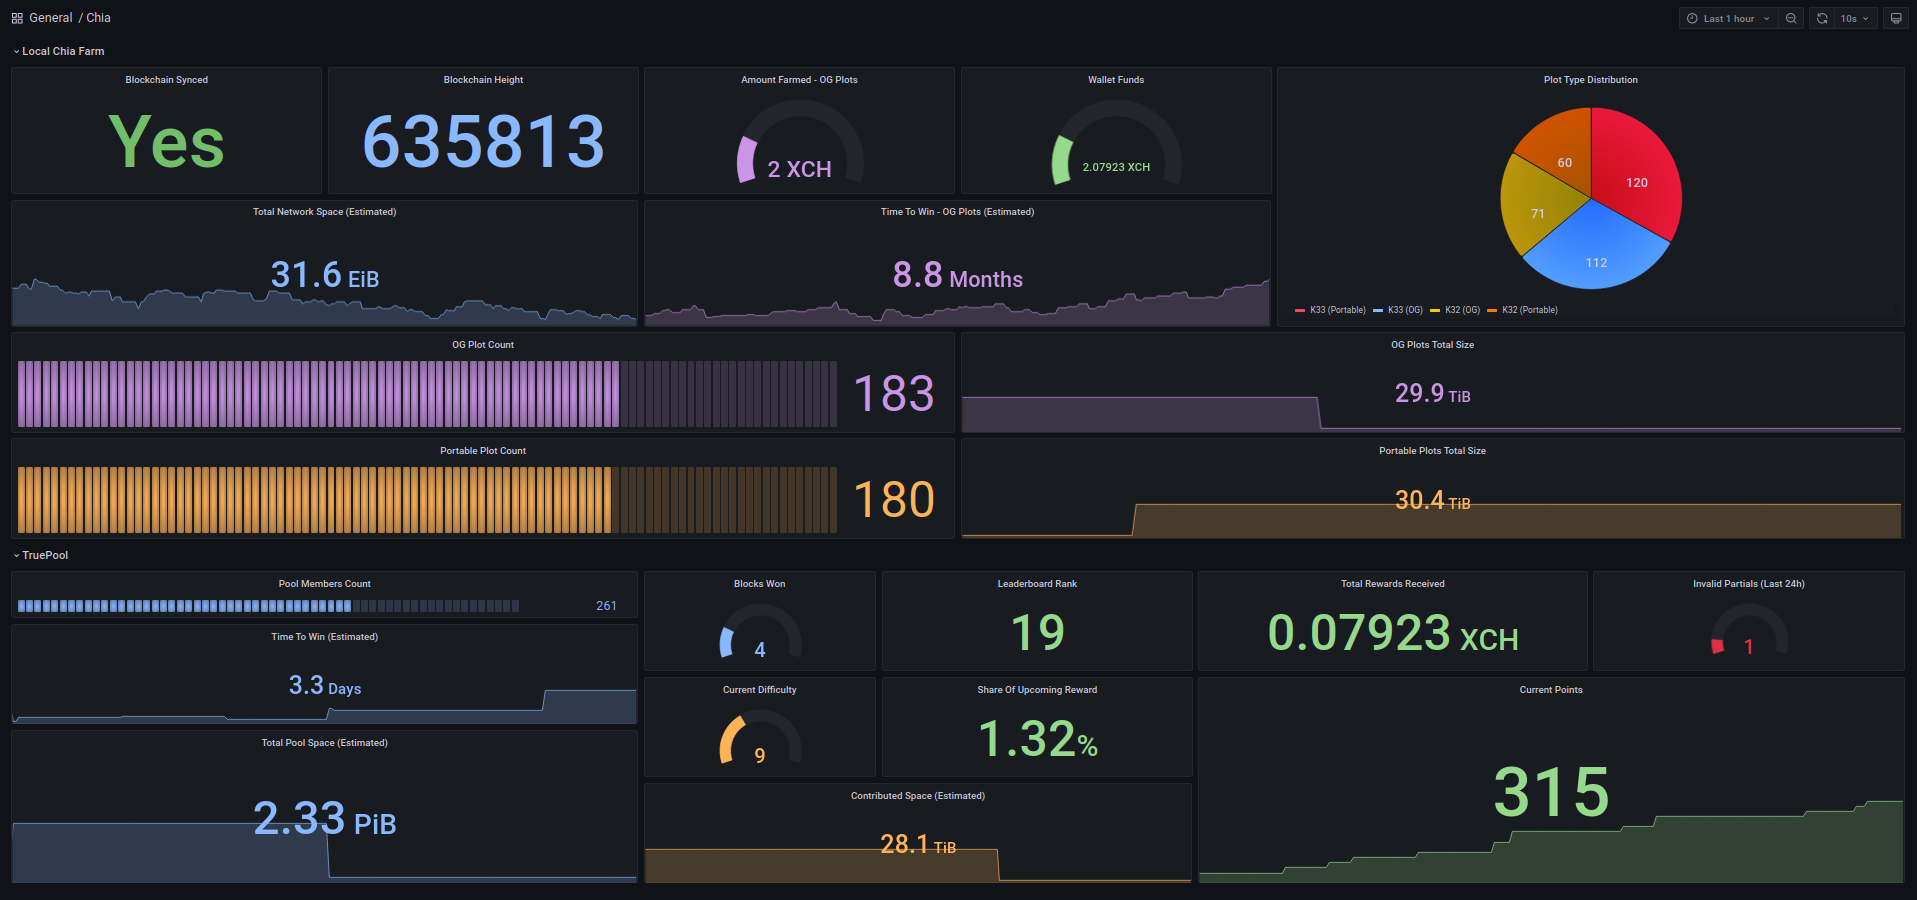 General / Chia
Last 1 hour
10s
Local Chia Farm
Blockchain Synced
Yes
Blockchain Height
635813
Amount Farmed - OG Plots
2 XCH
Wallet Funds
2.07923 XCH
Plot Type Distribution
60
120
71
112
K33 (Portable) K33 (OG) K32 (OG) K32 (Portable)
Total Network Space (Estimated)
31.6 EiB
Time To Win - OG Plots (Estimated)
8.8 Months
OG Plot Count
183
OG Plots Total Size
29.9 TiB
Portable Plot Count
180
Portable Plots Total Size
30.4 TiB
TruePool
Pool Members Count
261
Blocks Won
4
Leaderboard Rank
19
Total Rewards Received
0.07923 XCH
Invalid Partials (Last 24h)
1
Time To Win (Estimated)
3.3 Days
Current Difficulty
9
Share Of Upcoming Reward
1.32%
Current Points
315
Total Pool Space (Estimated)
2.33 PiB
Contributed Space (Estimated)
28.1 TiB